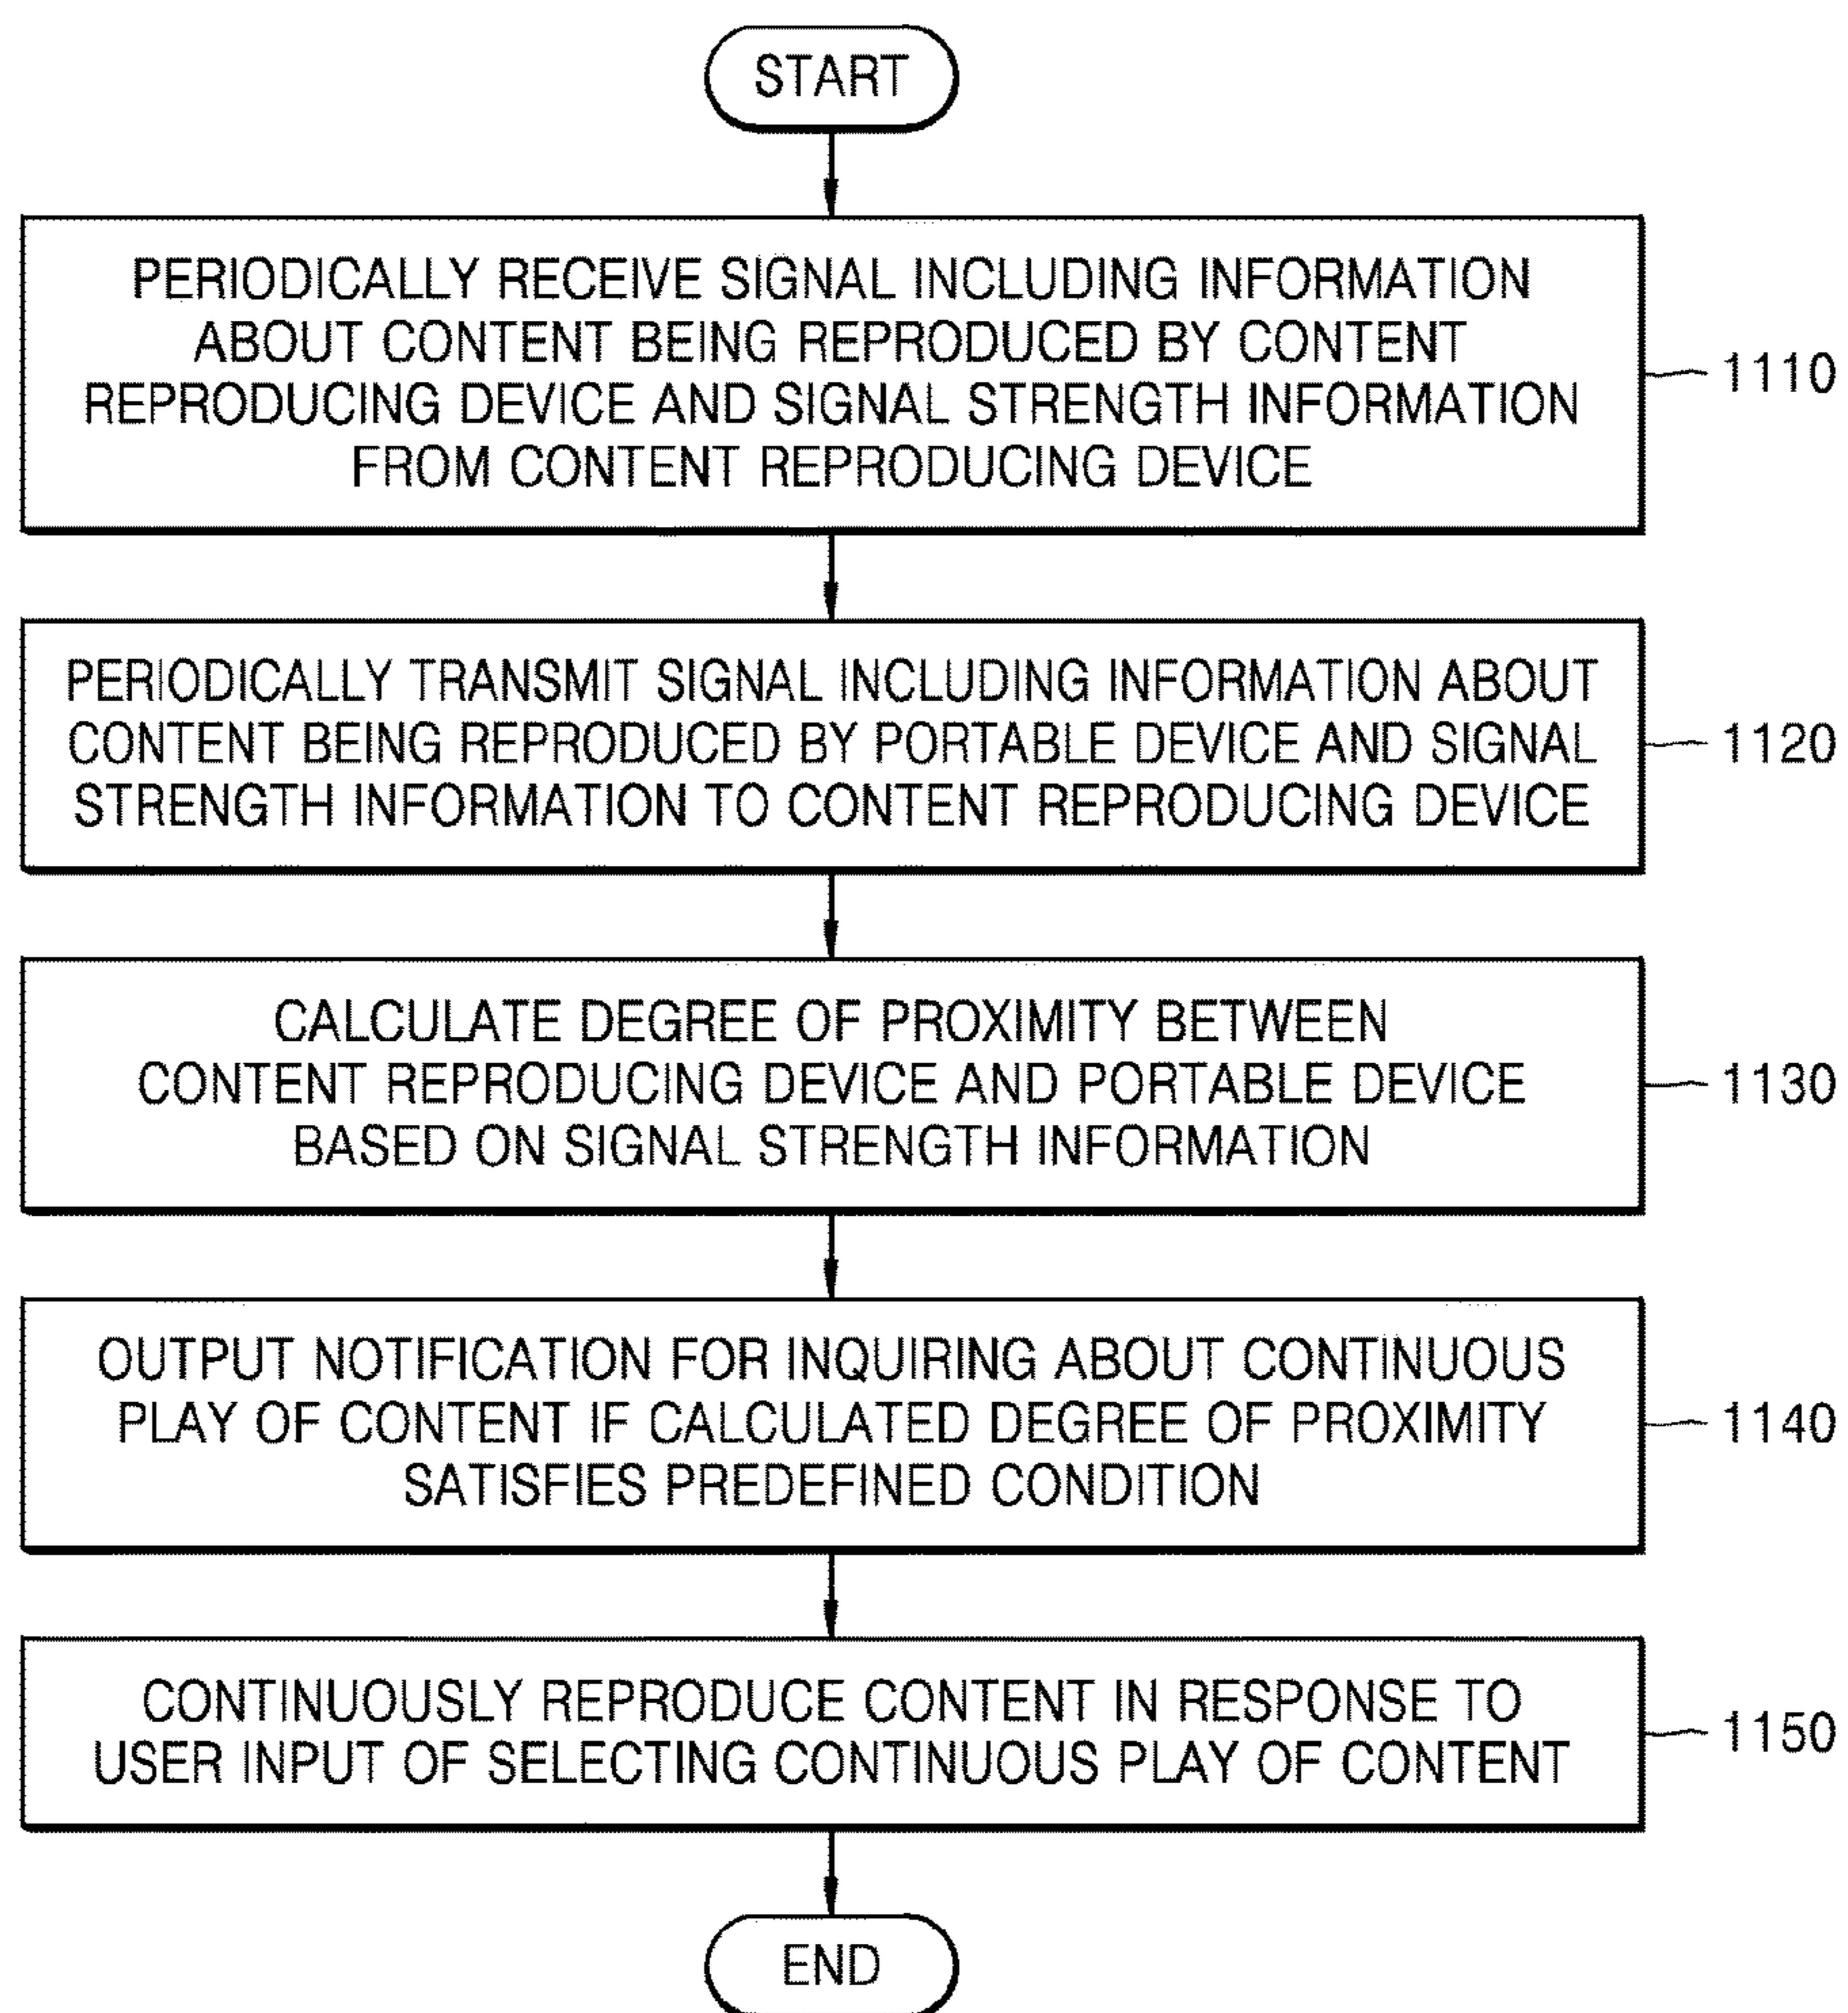 START
PERIODICALLY RECEIVE SIGNAL INCLUDING INFORMATION
ABOUT CONTENT BEING REPRODUCED BY CONTENT
REPRODUCING DEVICE AND SIGNAL STRENGTH INFORMATION
FROM CONTENT REPRODUCING DEVICE
1110
PERIODICALLY TRANSMIT SIGNAL INCLUDING INFORMATION ABOUT
CONTENT BEING REPRODUCED BY PORTABLE DEVICE AND SIGNAL
STRENGTH INFORMATION TO CONTENT REPRODUCING DEVICE
1120
CALCULATE DEGREE OF PROXIMITY BETWEEN
CONTENT REPRODUCING DEVICE AND PORTABLE DEVICE
BASED ON SIGNAL STRENGTH INFORMATION
1130
OUTPUT NOTIFICATION FOR INQUIRING ABOUT CONTINUOUS
PLAY OF CONTENT IF CALCULATED DEGREE OF PROXIMITY
SATISFIES PREDEFINED CONDITION
1140
CONTINUOUSLY REPRODUCE CONTENT IN RESPONSE TO
USER INPUT OF SELECTING CONTINUOUS PLAY OF CONTENT
1150
END